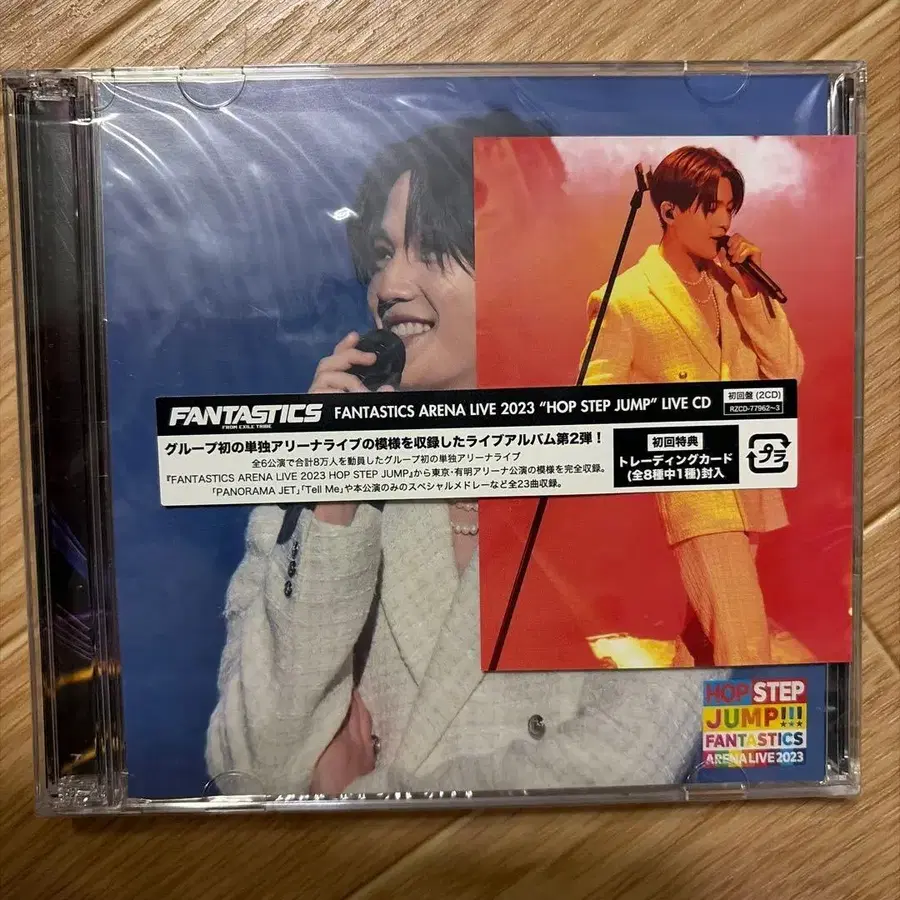 FANTASTICS
FROM EXILE TRIBE
FANTASTICS ARENA LIVE 2023 "HOP STEP JUMP" LIVE CD
初回盤 (2CD)
RZCD-77962~3
グループ初の単独アリーナライブの模様を収録したライブアルバム第2弾！
全6公演で合計8万人を動員したグループ初の単独アリーナライブ
『FANTASTICS ARENA LIVE 2023 HOP STEP JUMP』から東京・有明アリーナ公演の模様を完全収録。
「PANORAMA JET」「Tell Me」や本公演のみのスペシャルメドレーなど全23曲収録。
初回特典
トレーディングカード
(全8種中1種)封入
プラ
HOP STEP
JUMP!!!
FANTASTICS
ARENA LIVE 2023